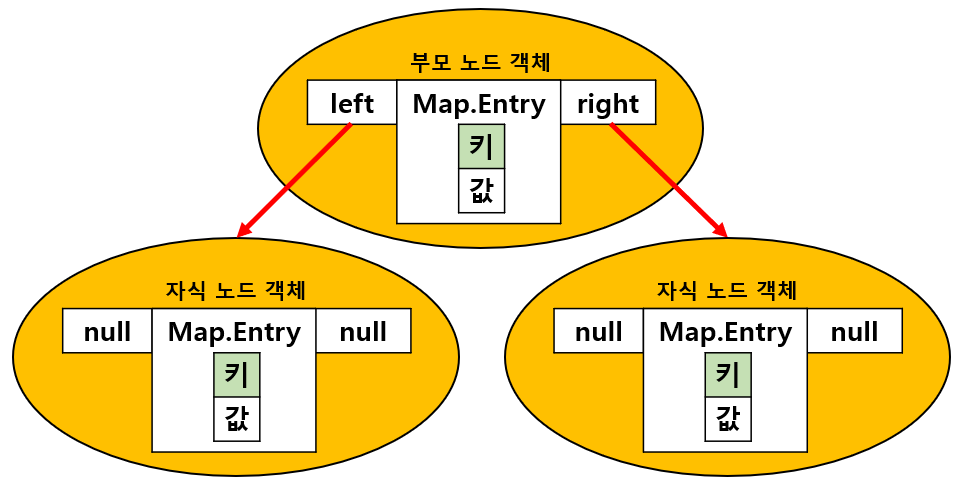 부모 노드 객체
left Map.Entry right
키
값
자식 노드 객체
null Map.Entry null
키
값
자식 노드 객체
null Map.Entry null
키
값